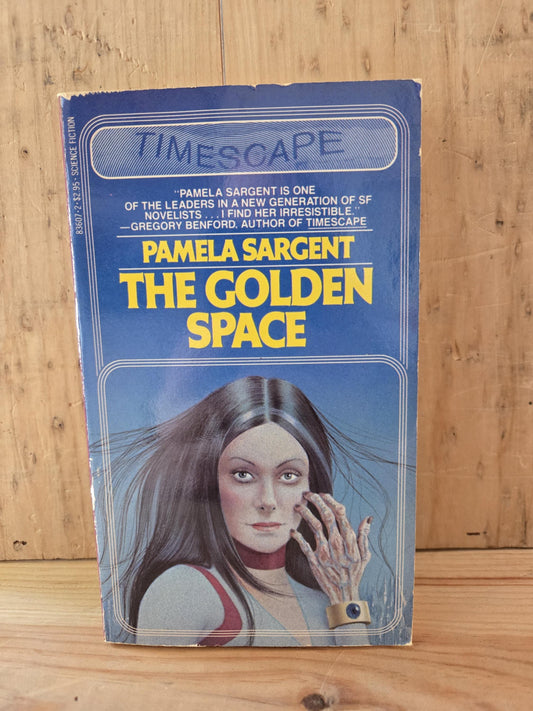 83607-2 • $2.95 • SCIENCE FICTION
TIMESCAPE
"PAMELA SARGENT IS ONE
OF THE LEADERS IN A NEW GENERATION OF SF
NOVELISTS . . . I FIND HER IRRESISTIBLE."
—GREGORY BENFORD, AUTHOR OF TIMESCAPE
PAMELA SARGENT
THE GOLDEN
SPACE